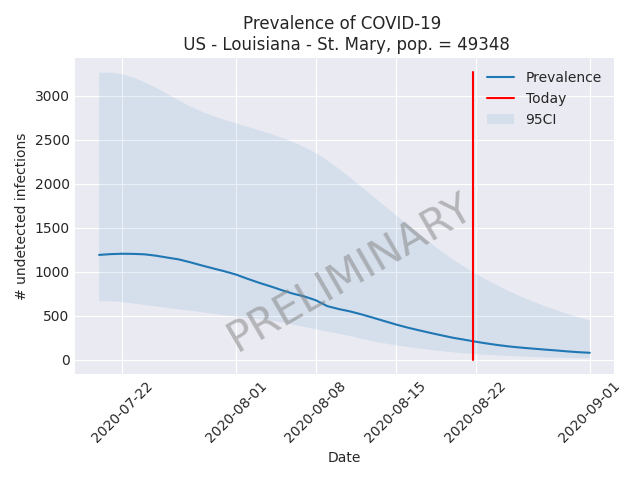 Prevalence of COVID-19
US - Louisiana - St. Mary, pop. = 49348
Prevalence
Today
95CI
# undetected infections
3000
2500
2000
1500
1000
500
0
PRELIMINARY
2020-07-22
2020-08-01
2020-08-08
2020-08-15
2020-08-22
2020-09-01
Date